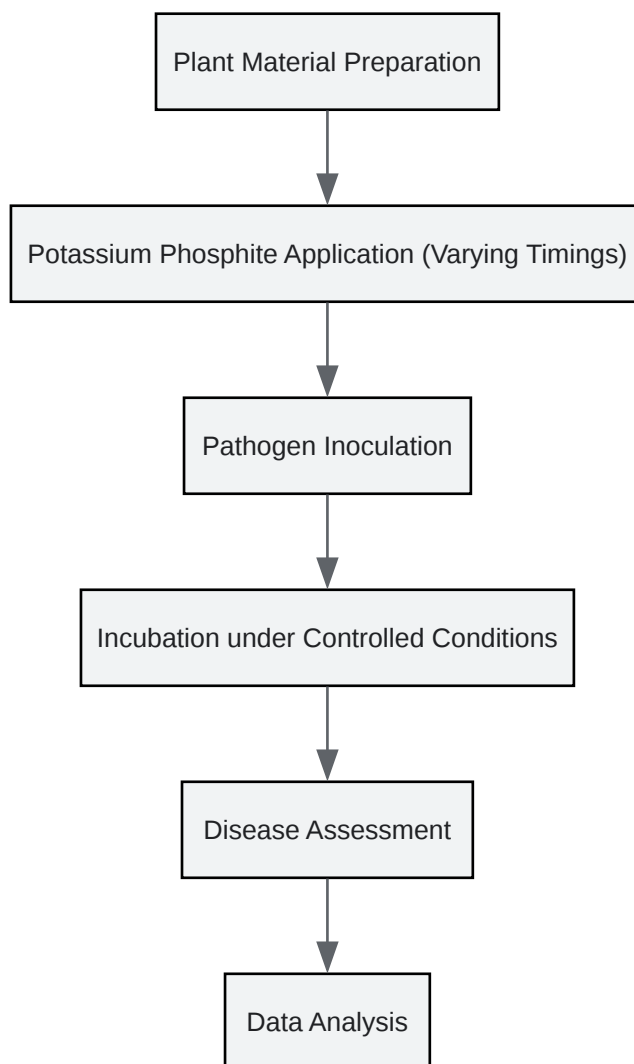 Plant Material Preparation
Potassium Phosphite Application (Varying Timings)
Pathogen Inoculation
Incubation under Controlled Conditions
Disease Assessment
Data Analysis